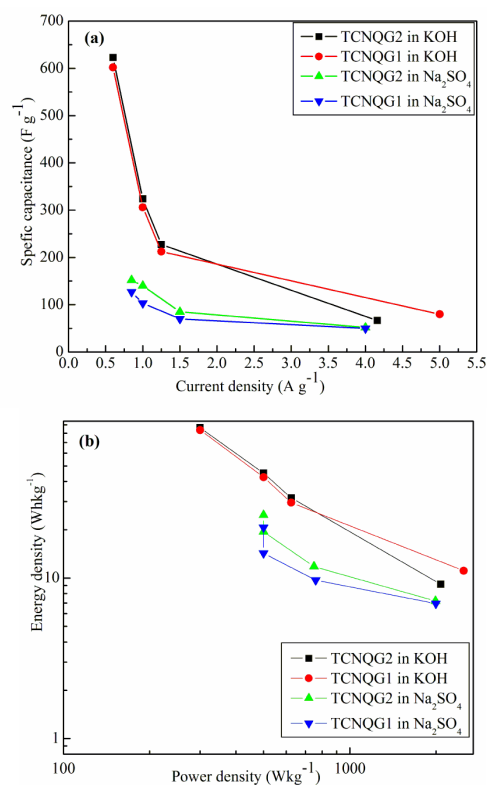 (a)
TCNQG2 in KOH
TCNQG1 in KOH
TCNQG2 in Na₂SO₄
TCNQG1 in Na₂SO₄
Spefic capacitance (F g⁻¹)
700
600
500
400
300
200
100
0
0.0 0.5 1.0 1.5 2.0 2.5 3.0 3.5 4.0 4.5 5.0 5.5
Current density (A g⁻¹)
(b)
Energy density (Whkg⁻¹)
10
1
TCNQG2 in KOH
TCNQG1 in KOH
TCNQG2 in Na₂SO₄
TCNQG1 in Na₂SO₄
100 1000
Power density (Wkg⁻¹)